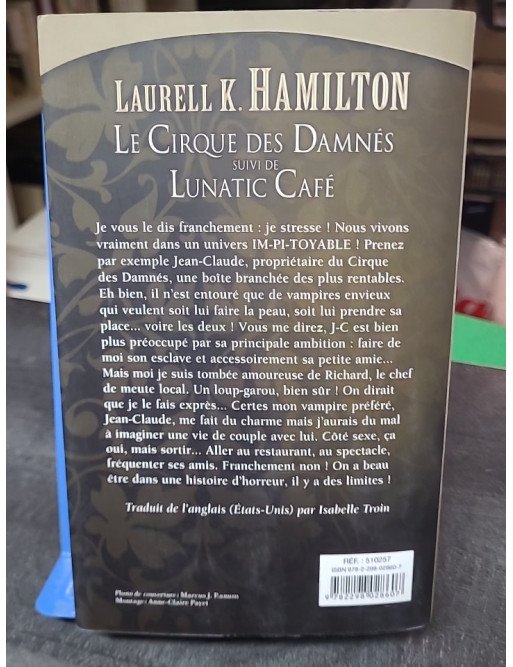 LAURELL K. HAMILTON
LE CIRQUE DES DAMNÉS
SUIVI DE
LUNATIC CAFÉ
Je vous le dis franchement : je stresse ! Nous vivons
vraiment dans un univers IM-PI-TOYABLE ! Prenez
par exemple Jean-Claude, propriétaire du Cirque
des Damnés, une boîte branchée des plus rentables.
Eh bien, il n'est entouré que de vampires envieux
qui veulent soit lui faire la peau, soit lui prendre sa
place... voire les deux ! Vous me direz, J-C est bien
plus préoccupé par sa principale ambition : faire de
moi son esclave et accessoirement sa petite amie...
Mais moi je suis tombée amoureuse de Richard, le chef
de meute local. Un loup-garou, bien sûr ! On dirait
que je le fais exprès... Certes mon vampire préféré,
Jean-Claude, me fait du charme mais j'aurais du mal
à imaginer une vie de couple avec lui. Côté sexe, ça
oui, mais sortir... Aller au restaurant, au spectacle,
fréquenter ses amis. Franchement non ! On a beau
être dans une histoire d'horreur, il y a des limites !
Traduit de l'anglais (États-Unis) par Isabelle Troin
RÉF. : 510257
ISBN 978-2-298-02860-7
9782298028607
Photo de couverture : Marcus J. Ranum
Montage : Anne-Claire Payet